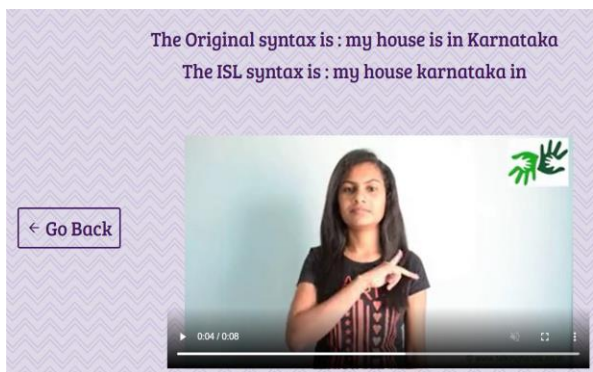 The Original syntax is : my house is in Karnataka
The ISL syntax is : my house karnataka in
← Go Back
0:04 / 0:08